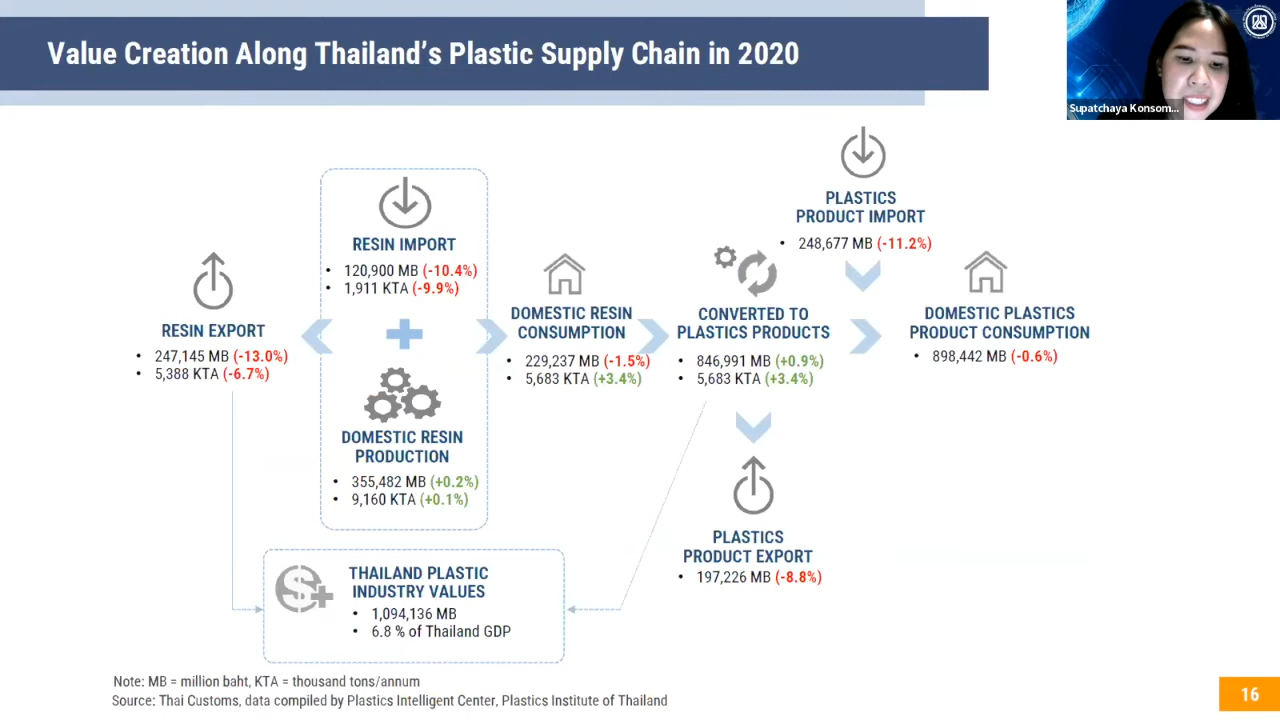 Value Creation Along Thailand's Plastic Supply Chain in 2020
Supatchaya Konsom...
RESIN EXPORT
• 247,145 MB (-13.0%)
• 5,388 KTA (-6.7%)
RESIN IMPORT
• 120,900 MB (-10.4%)
• 1,911 KTA (-9.9%)
DOMESTIC RESIN
PRODUCTION
• 355,482 MB (+0.2%)
• 9,160 KTA (+0.1%)
DOMESTIC RESIN
CONSUMPTION
• 229,237 MB (-1.5%)
• 5,683 KTA (+3.4%)
CONVERTED TO
PLASTICS PRODUCTS
• 846,991 MB (+0.9%)
• 5,683 KTA (+3.4%)
PLASTICS
PRODUCT IMPORT
• 248,677 MB (-11.2%)
DOMESTIC PLASTICS
PRODUCT CONSUMPTION
• 898,442 MB (-0.6%)
PLASTICS
PRODUCT EXPORT
• 197,226 MB (-8.8%)
THAILAND PLASTIC
INDUSTRY VALUES
• 1,094,136 MB
• 6.8 % of Thailand GDP
Note: MB = million baht, KTA = thousand tons/annum
Source: Thai Customs, data compiled by Plastics Intelligent Center, Plastics Institute of Thailand
16